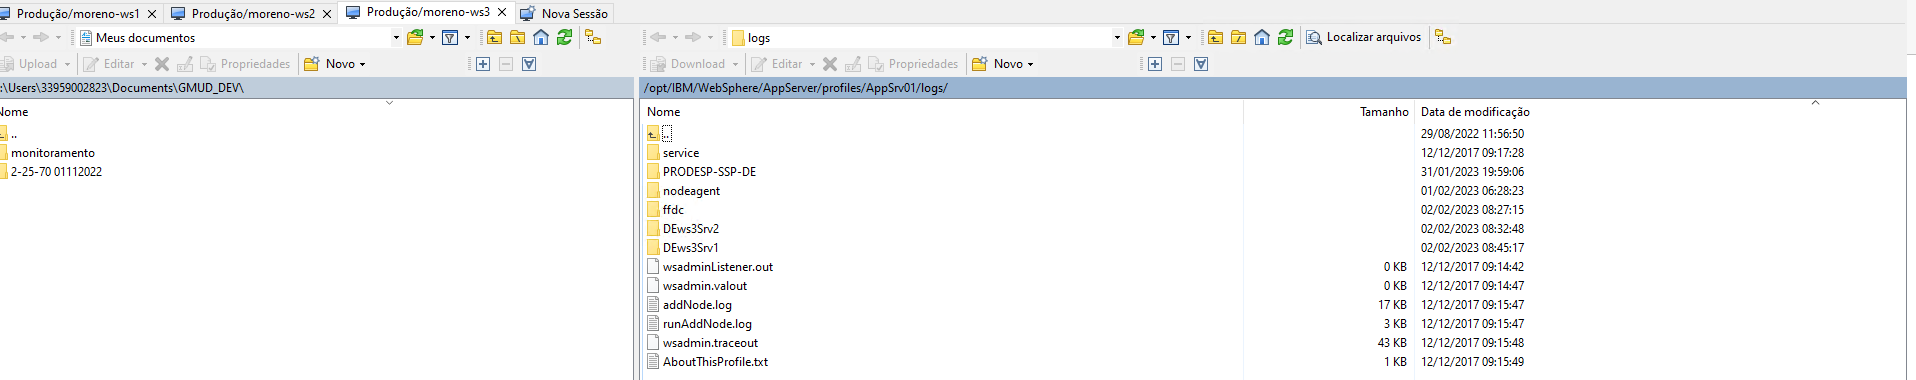 Produção/moreno-ws1 Produção/moreno-ws2 Produção/moreno-ws3 Nova Sessão
Meus documentos logs Localizar arquivos
Upload Editar Propriedades Novo Download Editar Propriedades Novo
:\Users\33959002823\Documents\GMUD_DEV\ /opt/IBM/WebSphere/AppServer/profiles/AppSrv01/logs/
Nome Nome Tamanho Data de modificação
.. .. 29/08/2022 11:56:50
monitoramento service 12/12/2017 09:17:28
2-25-70 01112022 PRODESP-SSP-DE 31/01/2023 19:59:06
nodeagent 01/02/2023 06:28:23
ffdc 02/02/2023 08:27:15
DEws3Srv2 02/02/2023 08:32:48
DEws3Srv1 02/02/2023 08:45:17
wsadminListener.out 0 KB 12/12/2017 09:14:42
wsadmin.valout 0 KB 12/12/2017 09:14:47
addNode.log 17 KB 12/12/2017 09:15:47
runAddNode.log 3 KB 12/12/2017 09:15:47
wsadmin.traceout 43 KB 12/12/2017 09:15:48
AboutThisProfile.txt 1 KB 12/12/2017 09:15:49